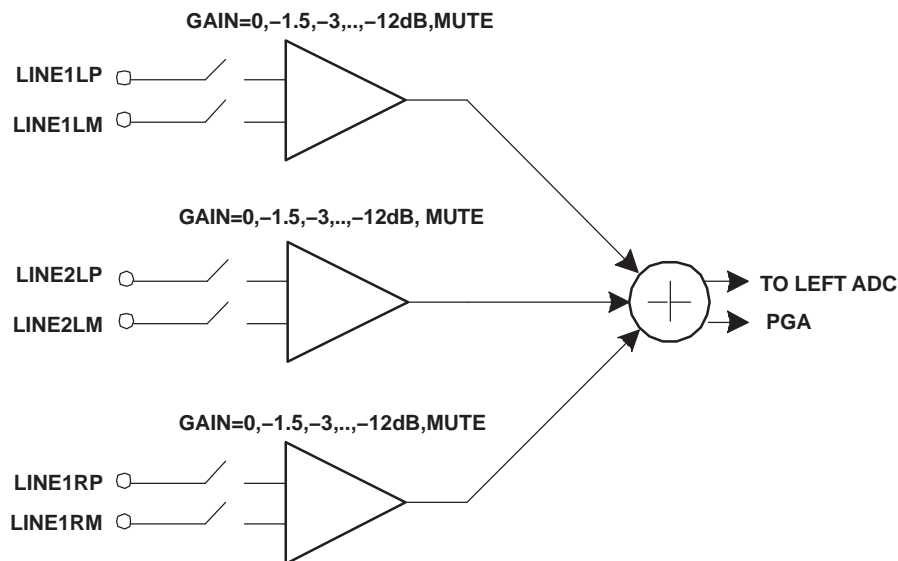 GAIN=0,−1.5,−3,..,−12dB,MUTE
LINE1LP
LINE1LM
GAIN=0,−1.5,−3,..,−12dB, MUTE
LINE2LP
LINE2LM
TO LEFT ADC
PGA
GAIN=0,−1.5,−3,..,−12dB,MUTE
LINE1RP
LINE1RM